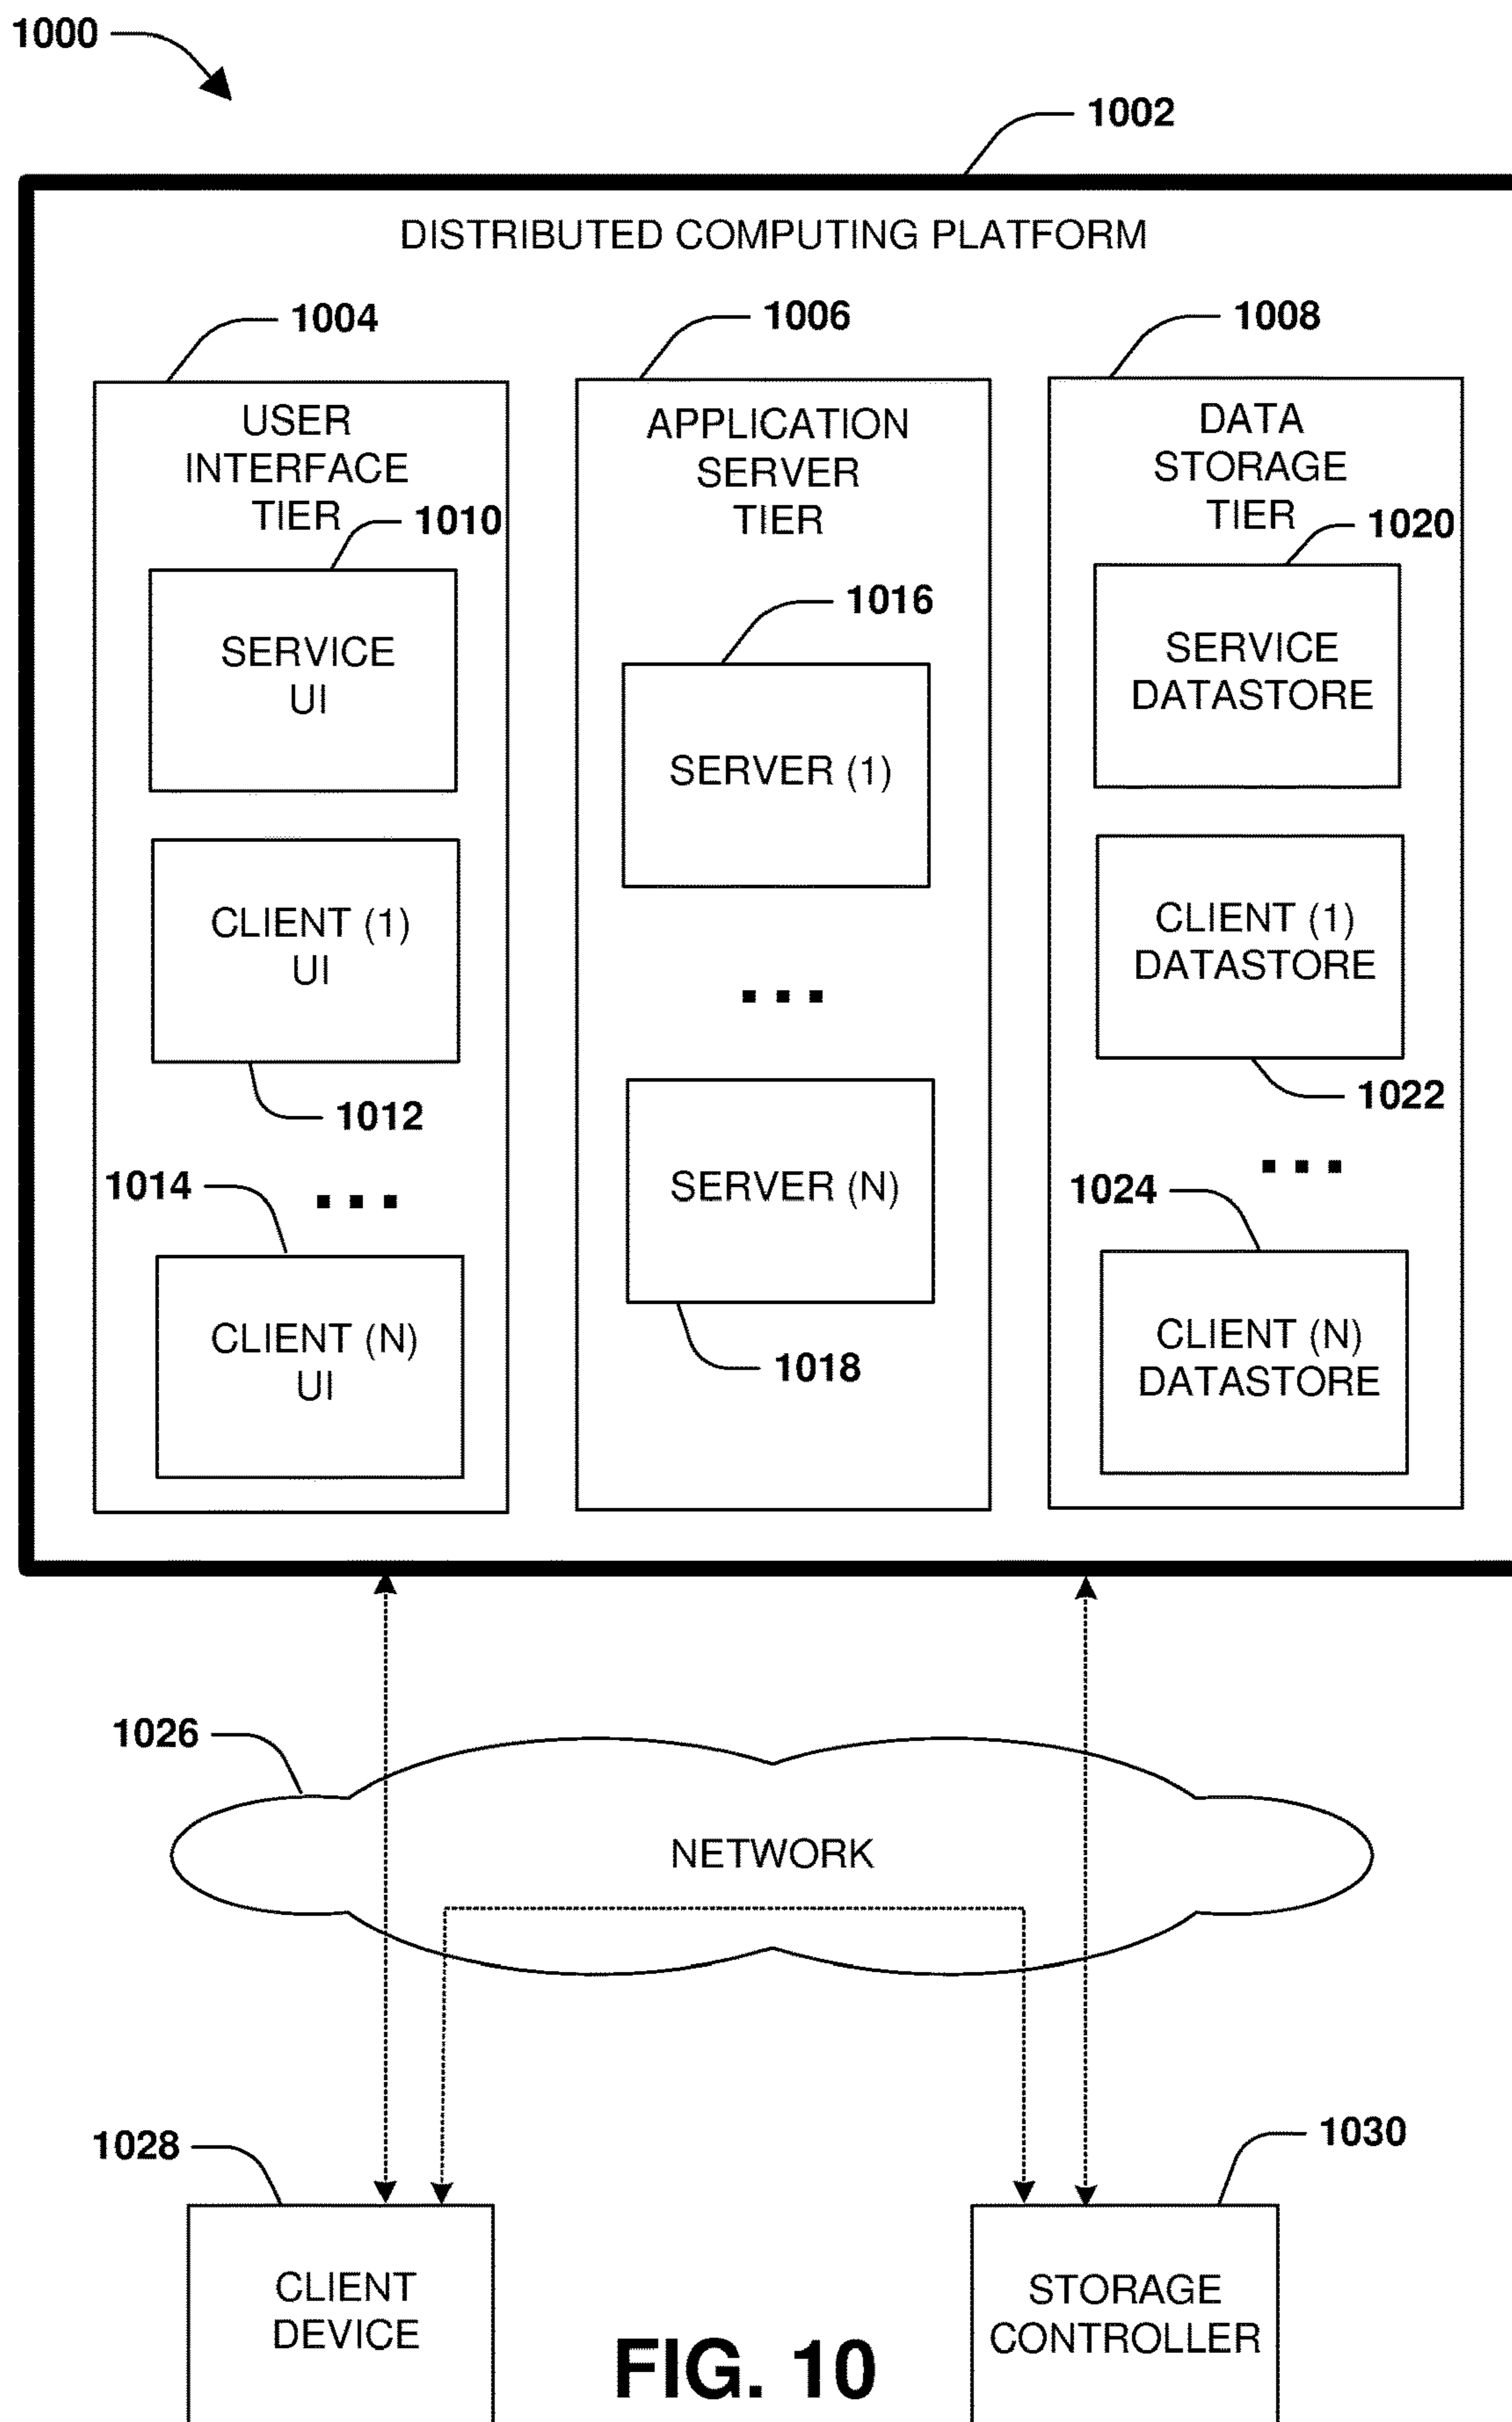 1000
1002
DISTRIBUTED COMPUTING PLATFORM
1004
USER
INTERFACE
TIER
1010
SERVICE
UI
CLIENT (1)
UI
1012
1014
...
CLIENT (N)
UI
1006
APPLICATION
SERVER
TIER
1016
SERVER (1)
...
SERVER (N)
1018
1008
DATA
STORAGE
TIER
1020
SERVICE
DATASTORE
CLIENT (1)
DATASTORE
1022
...
1024
CLIENT (N)
DATASTORE
1026
NETWORK
1028
CLIENT
DEVICE
1030
STORAGE
CONTROLLER
FIG. 10